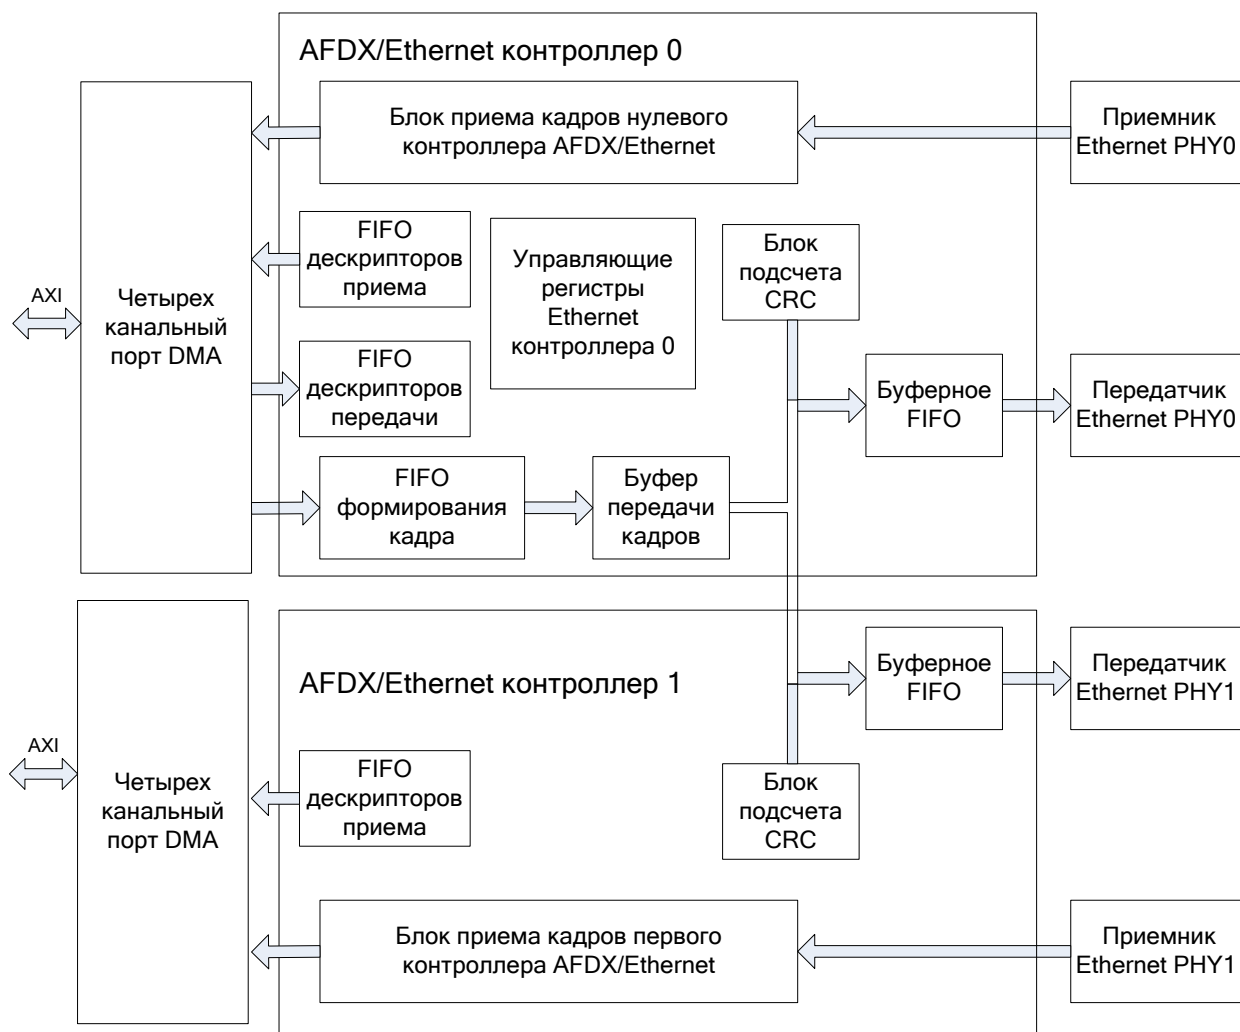 AFDX/Ethernet контроллер 0
Блок приема кадров нулевого
контроллера AFDX/Ethernet
Приемник
Ethernet PHY0
FIFO
дескрипторов
приема
Управляющие
регистры
Ethernet
контроллера 0
Блок
подсчета
CRC
AXI
Четырех
канальный
порт DMA
FIFO
дескрипторов
передачи
Буферное
FIFO
Передатчик
Ethernet PHY0
FIFO
формирования
кадра
Буфер
передачи
кадров
AFDX/Ethernet контроллер 1
Буферное
FIFO
Передатчик
Ethernet PHY1
AXI
Четырех
канальный
порт DMA
FIFO
дескрипторов
приема
Блок
подсчета
CRC
Блок приема кадров первого
контроллера AFDX/Ethernet
Приемник
Ethernet PHY1